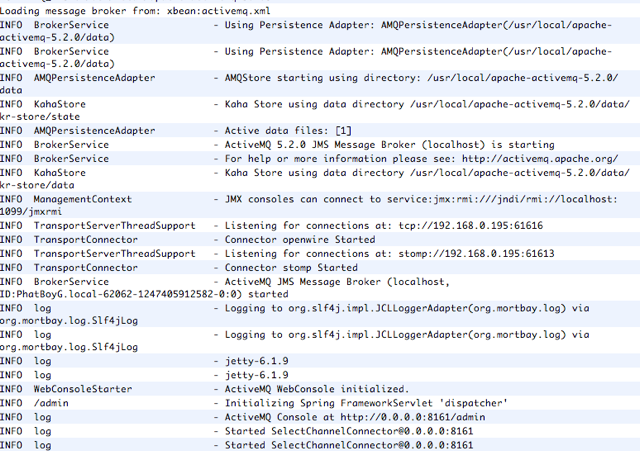 Loading message broker from: xbean:activemq.xml
INFO  BrokerService                  - Using Persistence Adapter: AMQPersistenceAdapter(/usr/local/apache-
activemq-5.2.0/data)
INFO  BrokerService                  - Using Persistence Adapter: AMQPersistenceAdapter(/usr/local/apache-
activemq-5.2.0/data)
INFO  AMQPersistenceAdapter          - AMQStore starting using directory: /usr/local/apache-activemq-5.2.0/
data
INFO  KahaStore                      - Kaha Store using data directory /usr/local/apache-activemq-5.2.0/data/
kr-store/state
INFO  AMQPersistenceAdapter          - Active data files: [1]
INFO  BrokerService                  - ActiveMQ 5.2.0 JMS Message Broker (localhost) is starting
INFO  BrokerService                  - For help or more information please see: http://activemq.apache.org/
INFO  KahaStore                      - Kaha Store using data directory /usr/local/apache-activemq-5.2.0/data/
kr-store/data
INFO  ManagementContext              - JMX consoles can connect to service:jmx:rmi:///jndi/rmi://localhost:
1099/jmxrmi
INFO  TransportServerThreadSupport   - Listening for connections at: tcp://192.168.0.195:61616
INFO  TransportConnector             - Connector openwire Started
INFO  TransportServerThreadSupport   - Listening for connections at: stomp://192.168.0.195:61613
INFO  TransportConnector             - Connector stomp Started
INFO  BrokerService                  - ActiveMQ JMS Message Broker (localhost,
ID:PhatBoyG.local-62062-1247405912582-0:0) started
INFO  log                            - Logging to org.slf4j.impl.JCLLoggerAdapter(org.mortbay.log) via
org.mortbay.log.Slf4jLog
INFO  log                            - Logging to org.slf4j.impl.JCLLoggerAdapter(org.mortbay.log) via
org.mortbay.log.Slf4jLog
INFO  log                            - jetty-6.1.9
INFO  log                            - jetty-6.1.9
INFO  WebConsoleStarter              - ActiveMQ WebConsole initialized.
INFO  /admin                         - Initializing Spring FrameworkServlet 'dispatcher'
INFO  log                            - ActiveMQ Console at http://0.0.0.0:8161/admin
INFO  log                            - Started SelectChannelConnector@0.0.0.0:8161
INFO  log                            - Started SelectChannelConnector@0.0.0.0:8161